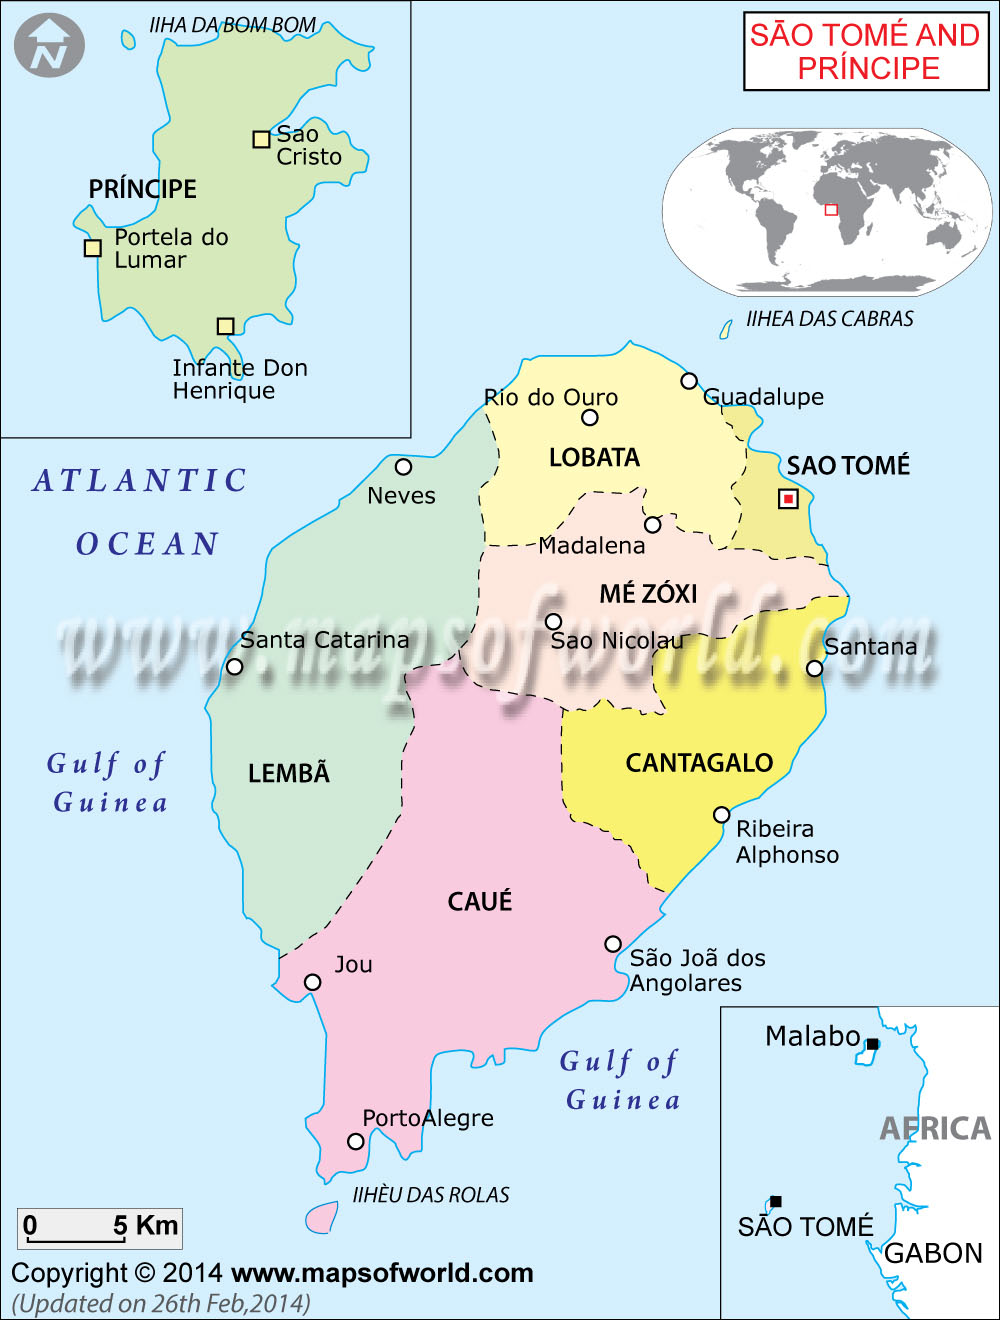 IIHA DA BOM BOM
N
SÃO TOMÉ AND
PRÍNCIPE
Sao
Cristo
PRÍNCIPE
Portela do
Lumar
Infante Don
Henrique
IIHEA DAS CABRAS
Rio do Ouro
Guadalupe
LOBATA
SAO TOMÉ
ATLANTIC
OCEAN
Neves
Madalena
MÉ ZÓXI
www.mapsofworld.com
Santa Catarina
Sao Nicolau
Santana
Gulf of
Guinea
LEMBÃ
CANTAGALO
Ribeira
Alphonso
CAUÉ
Jou
São Joã dos
Angolares
Gulf of
Guinea
PortoAlegre
IIHÈU DAS ROLAS
Malabo
AFRICA
SÃO TOMÉ
GABON
0 5 Km
Copyright © 2014 www.mapsofworld.com
(Updated on 26th Feb,2014)